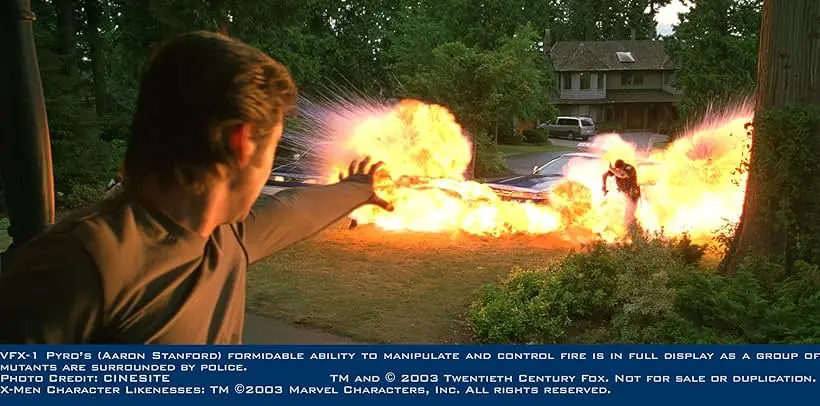 VFX-1 Pyro's (Aaron Stanford) formidable ability to manipulate and control fire is in full display as a group of
mutants are surrounded by police.
Photo Credit: CINESITE TM and © 2003 Twentieth Century Fox. Not for sale or duplication.
X-Men Character Likenesses: TM ©2003 Marvel Characters, Inc. All rights reserved.